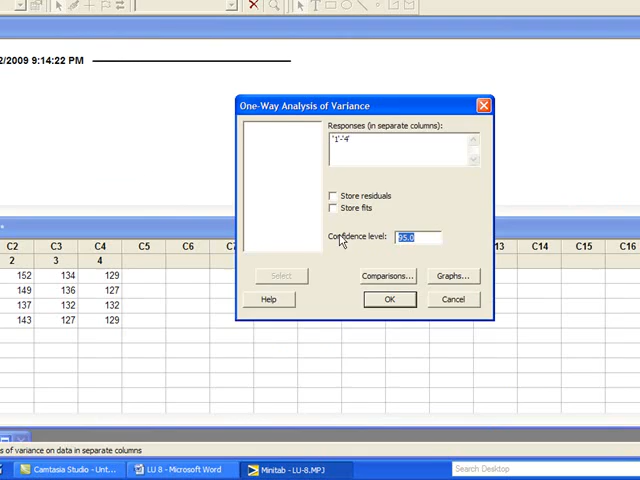 2/2009 9:14:22 PM
One-Way Analysis of Variance
Responses (in separate columns):
'1'-'4'
Store residuals
Store fits
Confidence level: 95.0
Select
Comparisons...
Graphs...
Help
OK
Cancel
C2 C3 C4 C5 C6 C7 13 C14 C15 C16
2 3 4
152 134 129
149 136 127
137 132 132
143 127 129
s of variance on data in separate columns
Camtasia Studio - Unt...
LU 8 - Microsoft Word
Minitab - LU-8.MPJ
Search Desktop